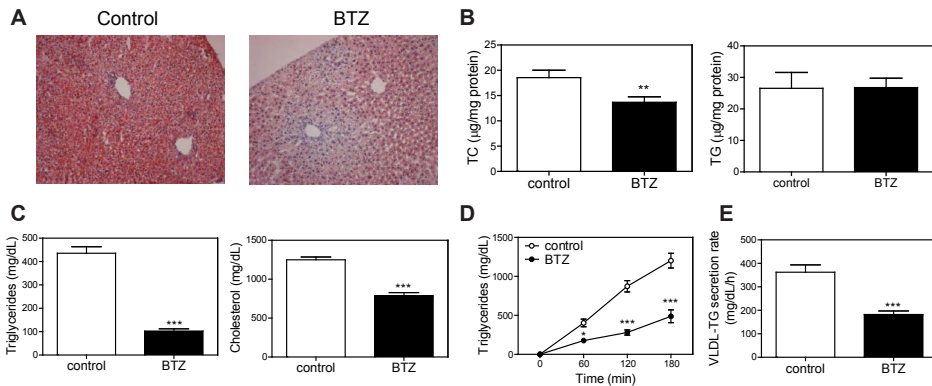 A
Control
BTZ
B
TC (µg/mg protein)
25
20
15
10
5
0
**
control
BTZ
TG (µg/mg protein)
40
30
20
10
0
control
BTZ
C
Triglycerides (mg/dL)
500
400
300
200
100
0
***
control
BTZ
Cholesterol (mg/dL)
1500
1000
500
0
***
control
BTZ
D
Triglycerides (mg/dL)
1500
1000
500
0
control
BTZ
*
***
***
0
60
120
180
Time (min)
E
VLDL-TG secretion rate
(mg/dL/h)
500
400
300
200
100
0
***
control
BTZ